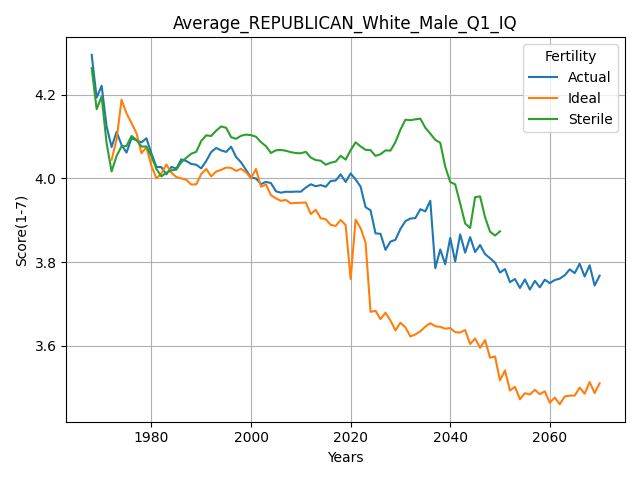 Average_REPUBLICAN_White_Male_Q1_IQ
Fertility
Actual
Ideal
Sterile
Score(1-7)
4.2
4.0
3.8
3.6
1980
2000
2020
2040
2060
Years